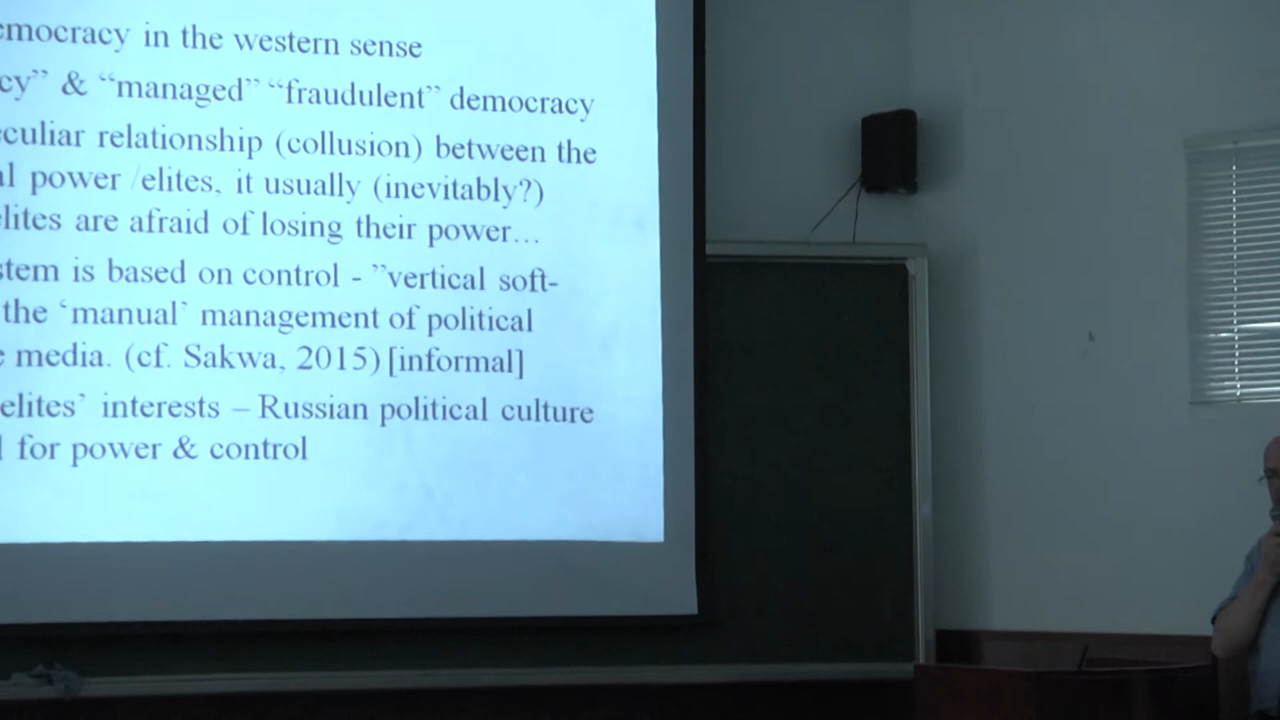 emocracy in the western sense
cy” & “managed” “fraudulent” democracy
culiar relationship (collusion) between the
l power /elites, it usually (inevitably?)
lites are afraid of losing their power…
stem is based on control - ”vertical soft-
the ‘manual’ management of political
e media. (cf. Sakwa, 2015) [informal]
elites’ interests – Russian political culture
l for power & control